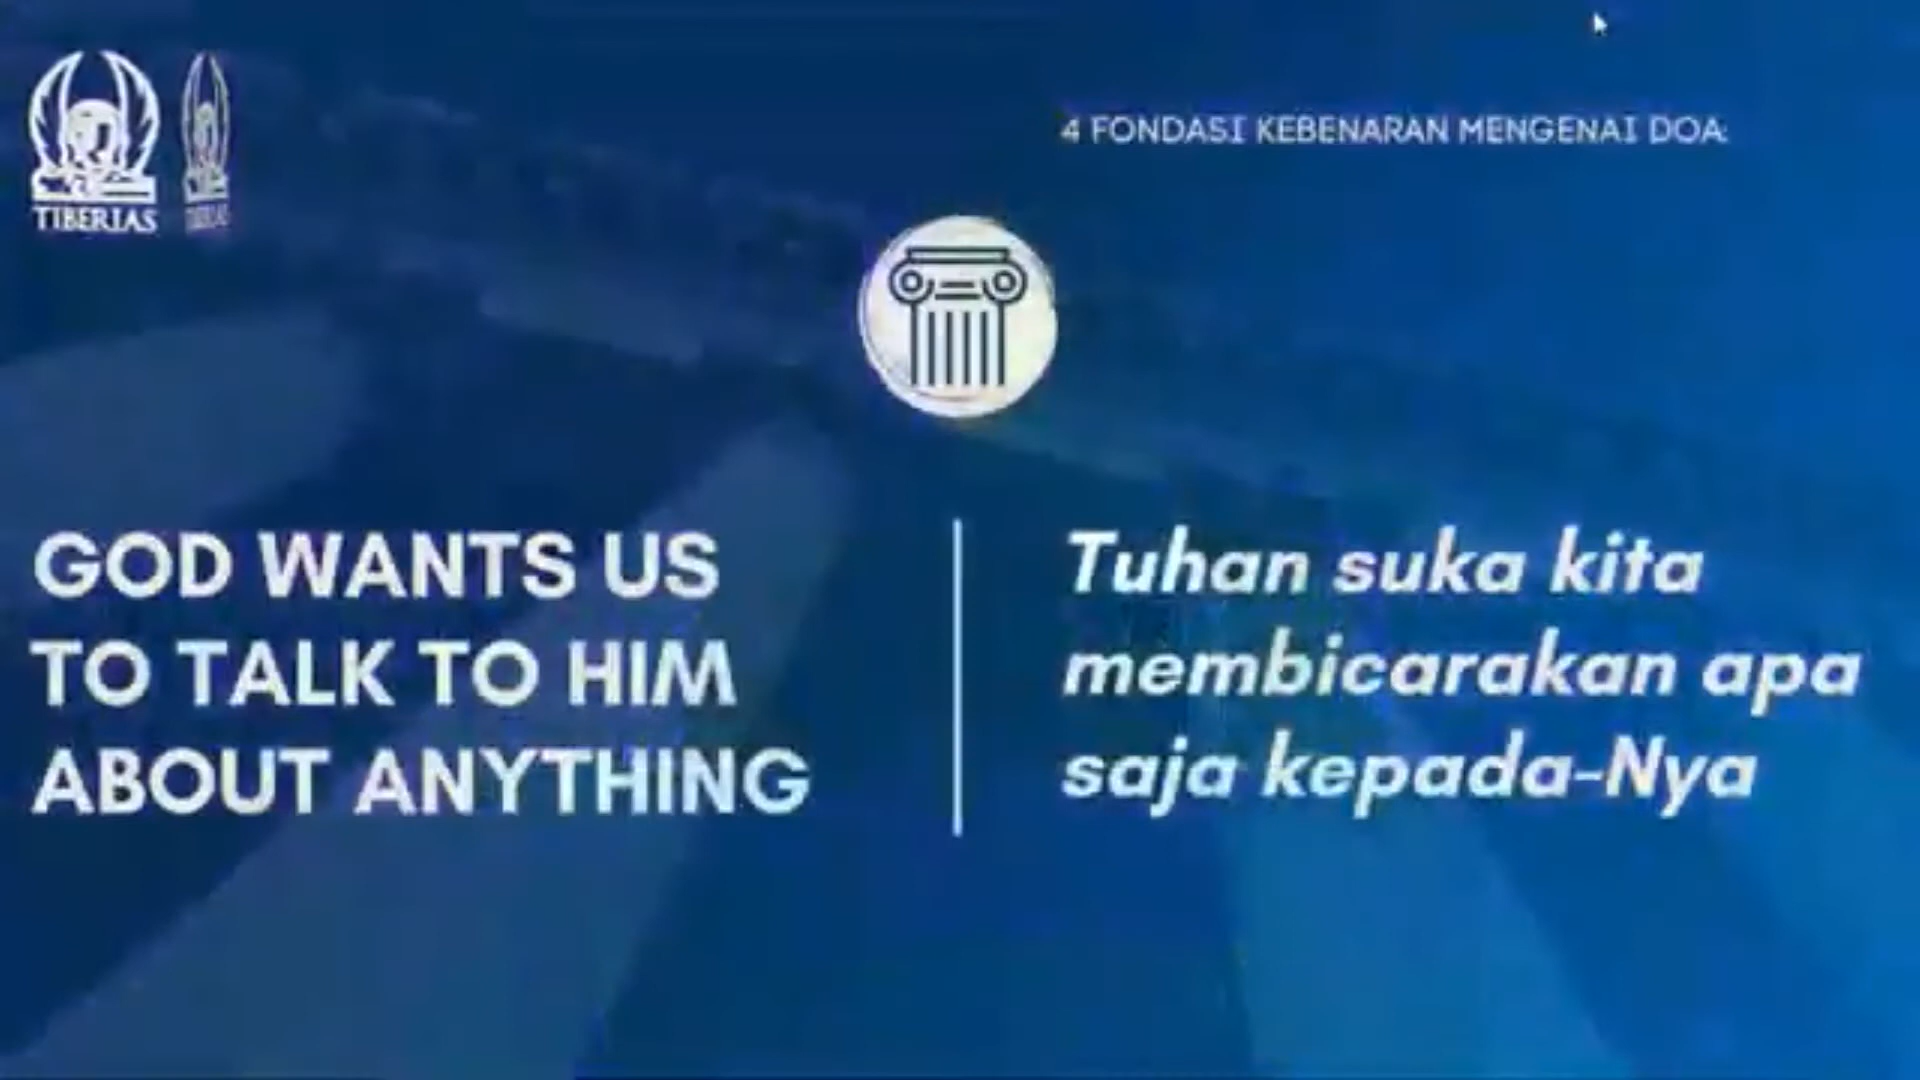 TIBERIAS
4 FONDASI KEBENARAN MENGENAI DOA:
GOD WANTS US
TO TALK TO HIM
ABOUT ANYTHING
Tuhan suka kita
membicarakan apa
saja kepada-Nya